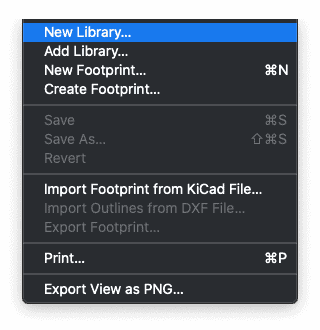 New Library...
Add Library...
New Footprint... ⌘N
Create Footprint...
Save ⌘S
Save As... ⇧⌘S
Revert
Import Footprint from KiCad File...
Import Outlines from DXF File...
Export Footprint...
Print... ⌘P
Export View as PNG...